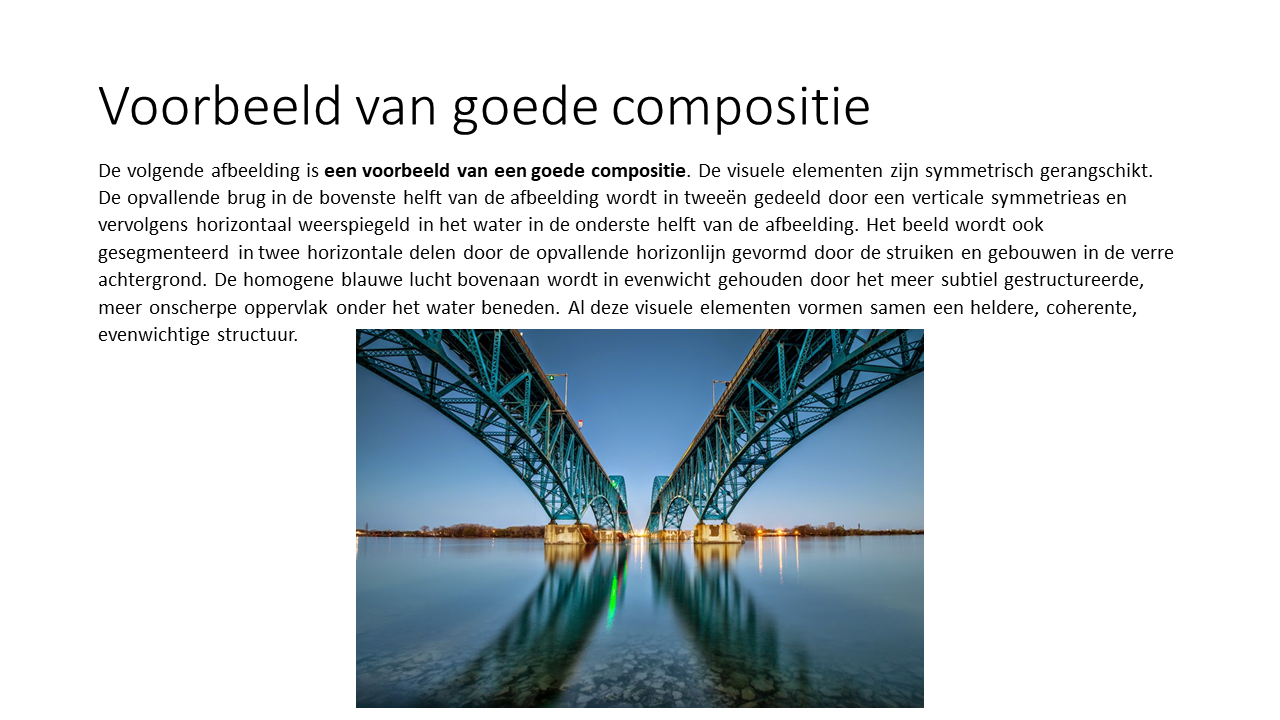 Voorbeeld van goede compositie
De volgende afbeelding is een voorbeeld van een goede compositie. De visuele elementen zijn symmetrisch gerangschikt.
De opvallende brug in de bovenste helft van de afbeelding wordt in tweeën gedeeld door een verticale symmetrieas en
vervolgens horizontaal weerspiegeld in het water in de onderste helft van de afbeelding. Het beeld wordt ook
gesegmenteerd in twee horizontale delen door de opvallende horizonlijn gevormd door de struiken en gebouwen in de verre
achtergrond. De homogene blauwe lucht bovenaan wordt in evenwicht gehouden door het meer subtiel gestructureerde,
meer onscherpe oppervlak onder het water beneden. Al deze visuele elementen vormen samen een heldere, coherente,
evenwichtige structuur.